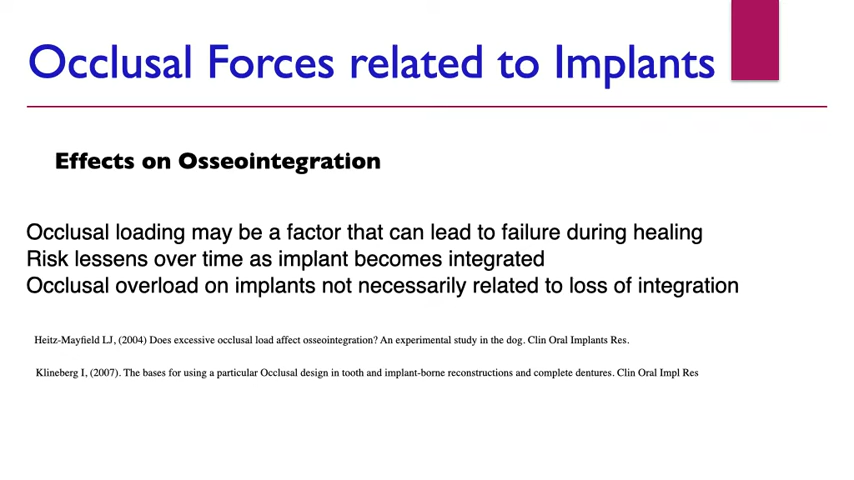 Occlusal Forces related to Implants
Effects on Osseointegration
Occlusal loading may be a factor that can lead to failure during healing
Risk lessens over time as implant becomes integrated
Occlusal overload on implants not necessarily related to loss of integration
Heitz-Mayfield LJ, (2004) Does excessive occlusal load affect osseointegration? An experimental study in the dog. Clin Oral Implants Res.
Klineberg I, (2007). The bases for using a particular Occlusal design in tooth and implant-borne reconstructions and complete dentures. Clin Oral Impl Res